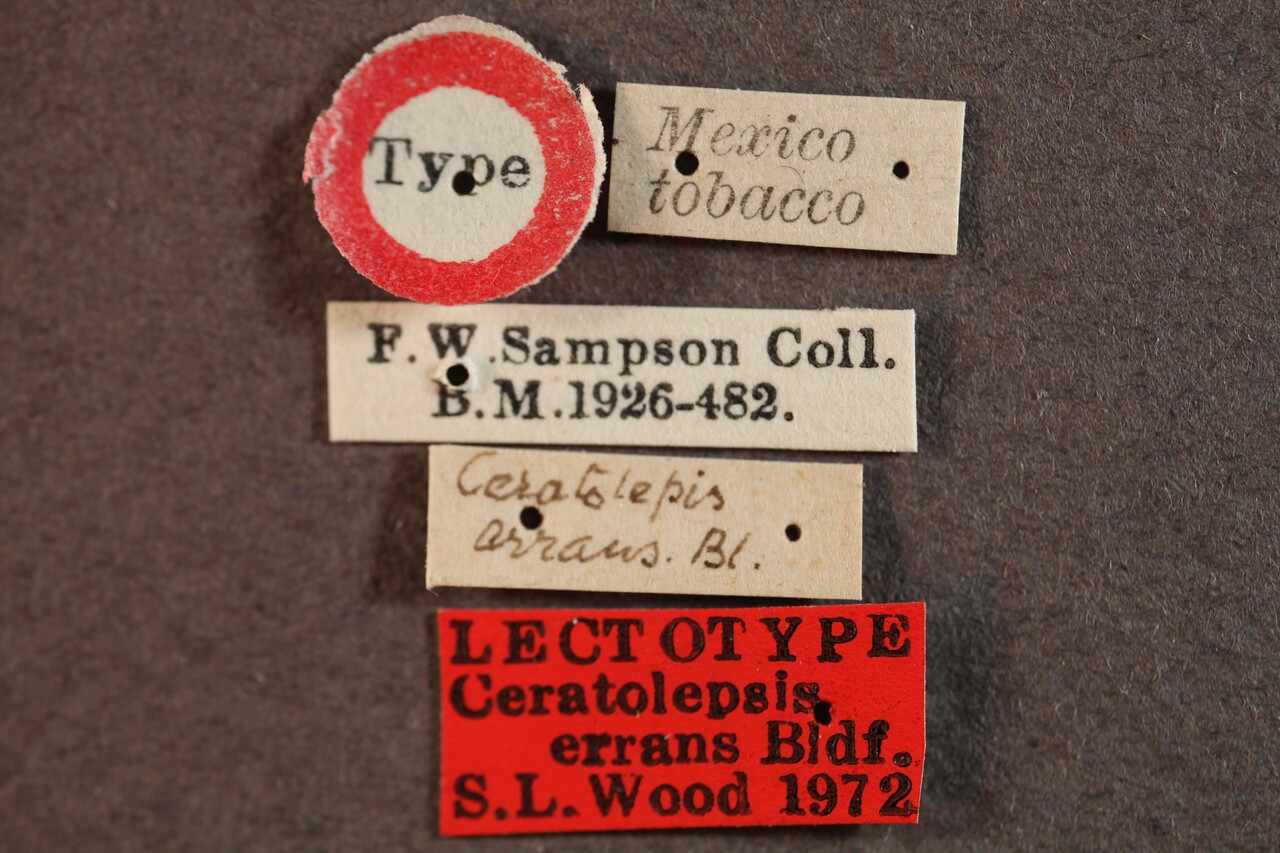 Type
Mexico
tobacco
F.W.Sampson Coll.
B.M.1926-482.
Ceratolepis
errans. Bl.
LECTOTYPE
Ceratolepsis
errans Bldf.
S.L.Wood 1972